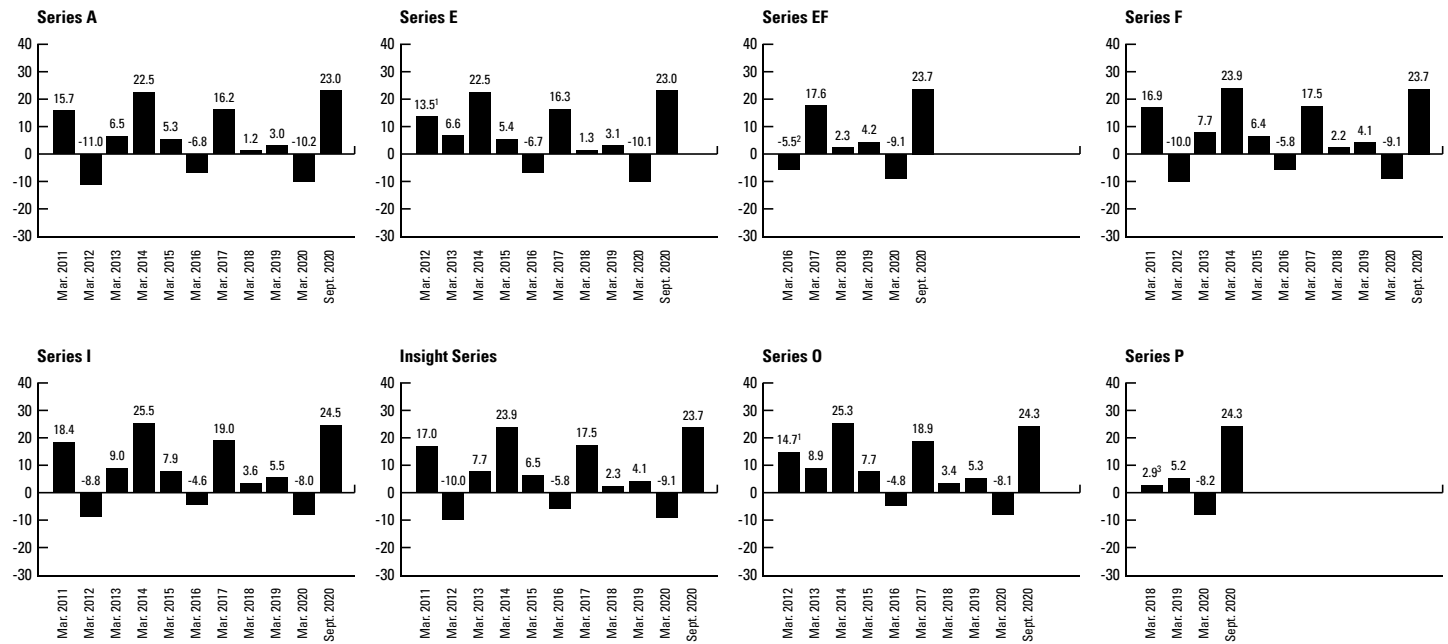 Series A
40
30
20
10
0
-10
-20
-30
15.7
-11.0
6.5
22.5
5.3
-6.8
16.2
1.2
3.0
-10.2
23.0
Mar. 2011
Mar. 2012
Mar. 2013
Mar. 2014
Mar. 2015
Mar. 2016
Mar. 2017
Mar. 2018
Mar. 2019
Mar. 2020
Sept. 2020
Series E
40
30
20
10
0
-10
-20
-30
13.5¹
6.6
22.5
5.4
-6.7
16.3
1.3
3.1
-10.1
23.0
Mar. 2012
Mar. 2013
Mar. 2014
Mar. 2015
Mar. 2016
Mar. 2017
Mar. 2018
Mar. 2019
Mar. 2020
Sept. 2020
Series EF
40
30
20
10
0
-10
-20
-30
-5.5²
17.6
2.3
4.2
-9.1
23.7
Mar. 2016
Mar. 2017
Mar. 2018
Mar. 2019
Mar. 2020
Sept. 2020
Series F
40
30
20
10
0
-10
-20
-30
16.9
-10.0
7.7
23.9
6.4
-5.8
17.5
2.2
4.1
-9.1
23.7
Mar. 2011
Mar. 2012
Mar. 2013
Mar. 2014
Mar. 2015
Mar. 2016
Mar. 2017
Mar. 2018
Mar. 2019
Mar. 2020
Sept. 2020
Series I
40
30
20
10
0
-10
-20
-30
18.4
-8.8
9.0
25.5
7.9
-4.6
19.0
3.6
5.5
-8.0
24.5
Mar. 2011
Mar. 2012
Mar. 2013
Mar. 2014
Mar. 2015
Mar. 2016
Mar. 2017
Mar. 2018
Mar. 2019
Mar. 2020
Sept. 2020
Insight Series
40
30
20
10
0
-10
-20
-30
17.0
-10.0
7.7
23.9
6.5
-5.8
17.5
2.3
4.1
-9.1
23.7
Mar. 2011
Mar. 2012
Mar. 2013
Mar. 2014
Mar. 2015
Mar. 2016
Mar. 2017
Mar. 2018
Mar. 2019
Mar. 2020
Sept. 2020
Series O
40
30
20
10
0
-10
-20
-30
14.7¹
8.9
25.3
7.7
-4.8
18.9
3.4
5.3
-8.1
24.3
Mar. 2012
Mar. 2013
Mar. 2014
Mar. 2015
Mar. 2016
Mar. 2017
Mar. 2018
Mar. 2019
Mar. 2020
Sept. 2020
Series P
40
30
20
10
0
-10
-20
-30
2.9³
5.2
-8.2
24.3
Mar. 2018
Mar. 2019
Mar. 2020
Sept. 2020